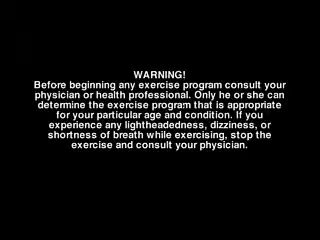 WARNING!
Before beginning any exercise program consult your
physician or health professional. Only he or she can
determine the exercise program that is appropriate
for your particular age and condition. If you
experience any lightheadedness, dizziness, or
shortness of breath while exercising, stop the
exercise and consult your physician.